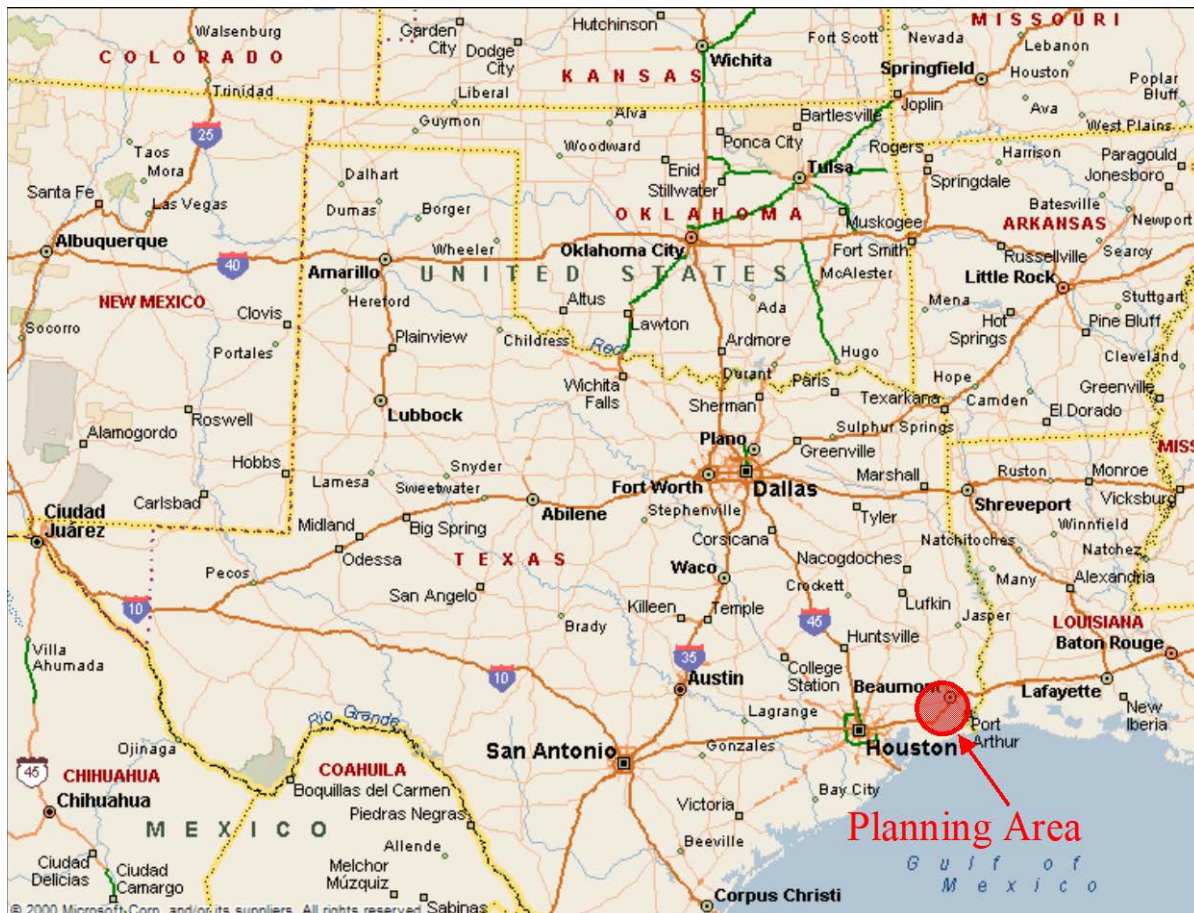 Walsenburg
Garden
City
Dodge
City
Hutchinson
Wichita
Fort Scott
Nevada
MISSOURI
Lebanon
COLORADO
KANSAS
Springfield
Houston
Poplar
Bluff
Trinidad
Liberal
Joplin
Ava
West Plains
25
Guymon
Alva
Bartlesville
Ponca City
Taos
Mora
Woodward
Enid
Stillwater
Tulsa
Rogers
Harrison
Paragould
Jonesboro
Santa Fe
Las Vegas
Dalhart
Dumas
Borger
Springdale
Batesville
Newport
OKLAHOMA
Muskogee
ARKANSAS
Albuquerque
Wheeler
Oklahoma City
Fort Smith
Russellville
Searcy
40
Amarillo
UNITED STATES
McAlester
Little Rock
NEW MEXICO
Hereford
Altus
Ada
Mena
Stuttgart
Socorro
Clovis
Lawton
Hot
Springs
Pine Bluff
Plainview
Childress
Red
Ardmore
Portales
Hugo
Cleveland
Wichita
Falls
Durant
Paris
Hope
Greenville
Sherman
Texarkana
Camden
Roswell
Lubbock
El Dorado
Alamogordo
Plano
Sulphur Springs
Greenville
MISS
Hobbs
Snyder
Marshall
Ruston
Monroe
Lamesa
Sweetwater
Fort Worth
Dallas
Vicksburg
Carlsbad
Abilene
Shreveport
Ciudad
Juárez
Midland
Big Spring
Stephenville
Tyler
Winnfield
Corsicana
Natchitoches
Odessa
TEXAS
Nacogdoches
Natchez
Pecos
Waco
Crockett
Many
Alexandria
San Angelo
Lufkin
10
Killeen
Temple
45
Jasper
LOUISIANA
Brady
Huntsville
Baton Rouge
Villa
Ahumada
35
College
Station
10
Austin
Beaumont
Lafayette
New
Iberia
Rio Grande
Lagrange
Port
Arthur
Ojinaga
San Antonio
Gonzales
Houston
45
CHIHUAHUA
COAHUILA
Boquillas del Carmen
Bay City
Chihuahua
Piedras Negras
Victoria
MEXICO
Planning Area
Allende
Beeville
Gulf of
Mexico
Ciudad
Delicias
Ciudad
Camargo
Melchor
Múzquiz
Sabinas
Corpus Christi
© 2000 Microsoft Corp. and/or its suppliers. All rights reserved.